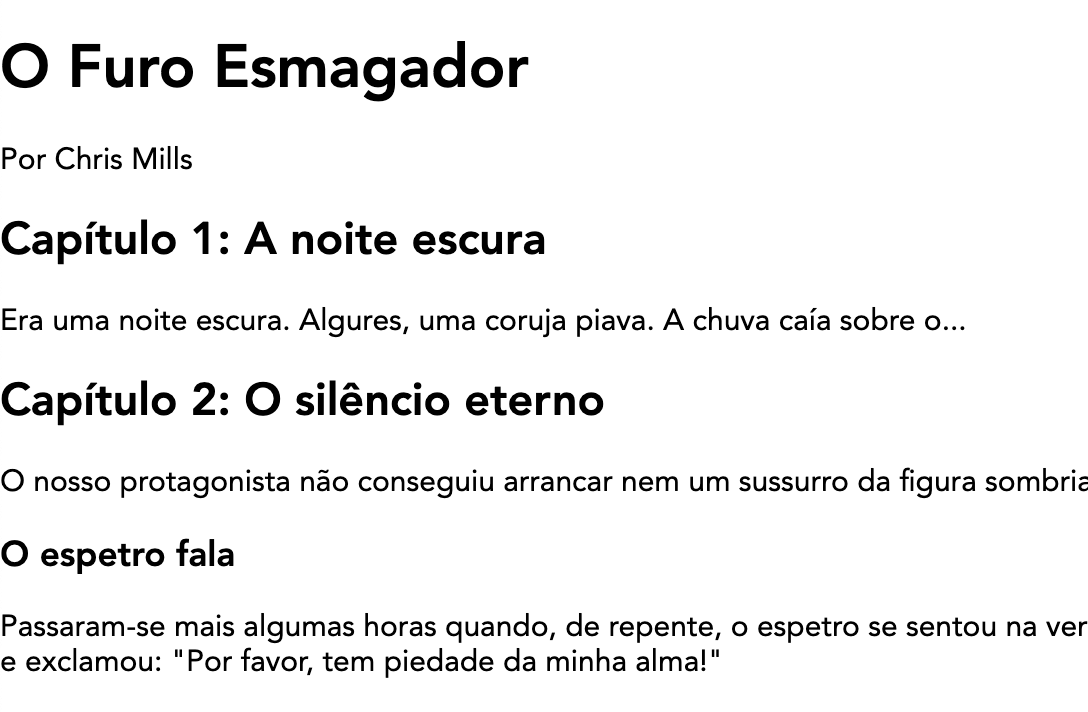 O Furo Esmagador
Por Chris Mills
Capítulo 1: A noite escura
Era uma noite escura. Algures, uma coruja piava. A chuva caía sobre o...
Capítulo 2: O silêncio eterno
O nosso protagonista não conseguiu arrancar nem um sussurro da figura sombria
O espetro fala
Passaram-se mais algumas horas quando, de repente, o espetro se sentou na ver
e exclamou: "Por favor, tem piedade da minha alma!"